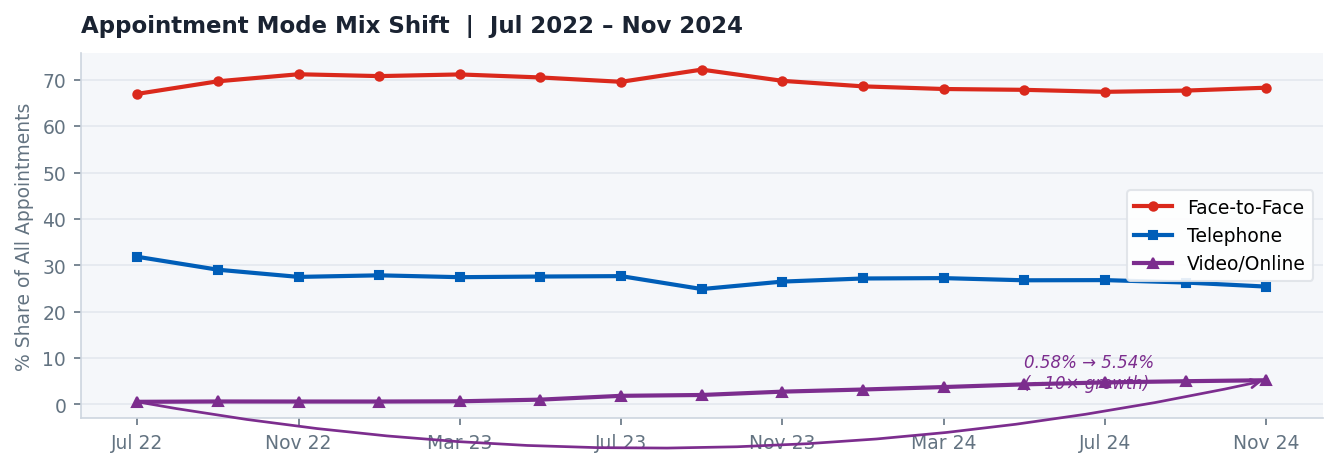 Appointment Mode Mix Shift | Jul 2022 – Nov 2024
% Share of All Appointments
70
60
50
40
30
20
10
0
Face-to-Face
Telephone
Video/Online
0.58% → 5.54%
(~10× growth)
Jul 22
Nov 22
Mar 23
Jul 23
Nov 23
Mar 24
Jul 24
Nov 24